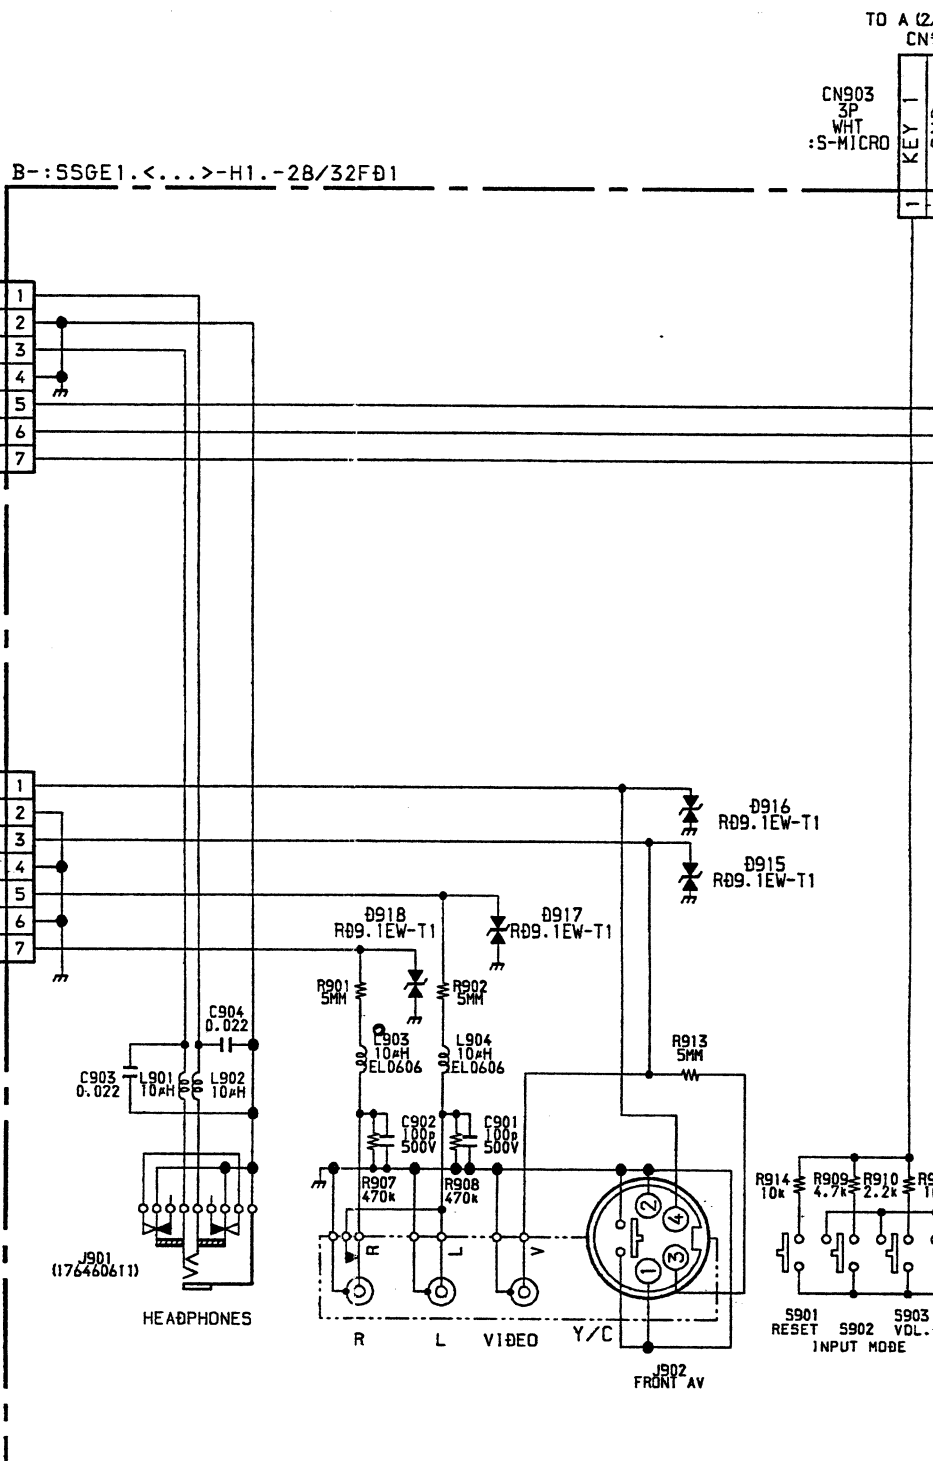 TO A (2/
CN903
3P
WHT
:S-MICRO
KEY 1
1
B-:SSGE1.<...>-H1.-28/32FD1
1
2
3
4
5
6
7
1
2
3
4
5
6
7
D916
RD9.1EW-T1
D915
RD9.1EW-T1
D918
RD9.1EW-T1
D917
RD9.1EW-T1
R901
5MM
R902
5MM
C904
0.022
L903
10µH
EL0606
L904
10µH
EL0606
R913
5MM
C903
0.022
L901
10µH
L902
10µH
C902
100p
500V
C901
100p
500V
R907
470k
R908
470k
R914
10k
R909
4.7k
R910
2.2k
2
4
1
3
R
L
V
J901
(176460611)
HEADPHONES
R
L
VIDEO
Y/C
J902
FRONT AV
S901
RESET
S902
S903
VOL.
INPUT MODE